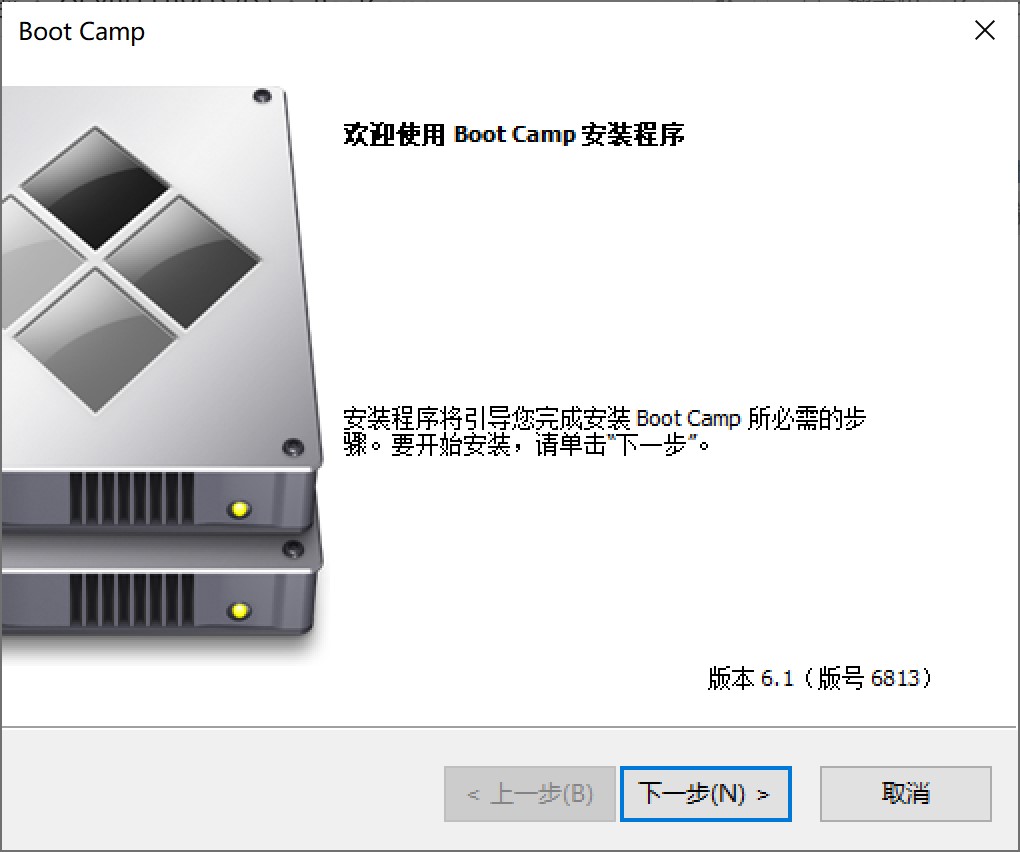 Boot Camp
欢迎使用 Boot Camp 安装程序
安装程序将引导您完成安装 Boot Camp 所必需的步
骤。要开始安装，请单击“下一步”。
版本 6.1（版号 6813）
< 上一步(B)
下一步(N) >
取消